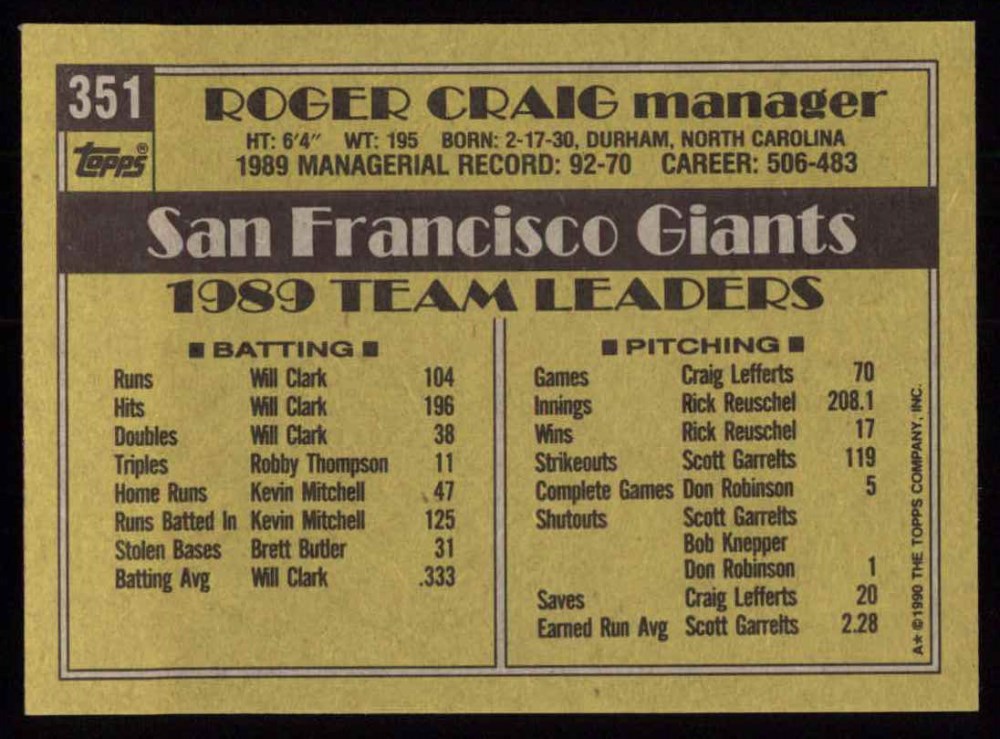 351
topps®
ROGER CRAIG manager
HT: 6'4" WT: 195 BORN: 2-17-30, DURHAM, NORTH CAROLINA
1989 MANAGERIAL RECORD: 92-70 CAREER: 506-483
San Francisco Giants
1989 TEAM LEADERS
■ BATTING ■
Runs Will Clark 104
Hits Will Clark 196
Doubles Will Clark 38
Triples Robby Thompson 11
Home Runs Kevin Mitchell 47
Runs Batted In Kevin Mitchell 125
Stolen Bases Brett Butler 31
Batting Avg Will Clark .333
■ PITCHING ■
Games Craig Lefferts 70
Innings Rick Reuschel 208.1
Wins Rick Reuschel 17
Strikeouts Scott Garrelts 119
Complete Games Don Robinson 5
Shutouts Scott Garrelts
Bob Knepper
Don Robinson 1
Saves Craig Lefferts 20
Earned Run Avg Scott Garrelts 2.28
A★ ©1990 THE TOPPS COMPANY, INC.